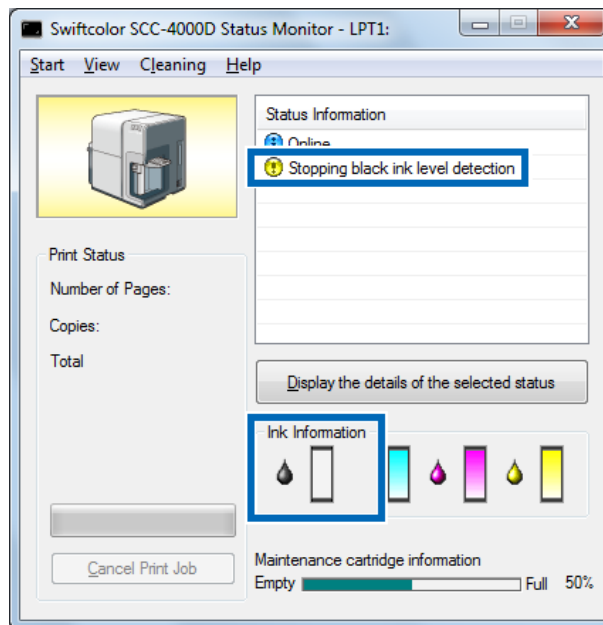 Swiftcolor SCC-4000D Status Monitor - LPT1:
Start View Cleaning Help
Status Information
Online
Stopping black ink level detection
Print Status
Number of Pages:
Copies:
Total
Display the details of the selected status
Ink Information
Cancel Print Job
Maintenance cartridge information
Empty Full 50%